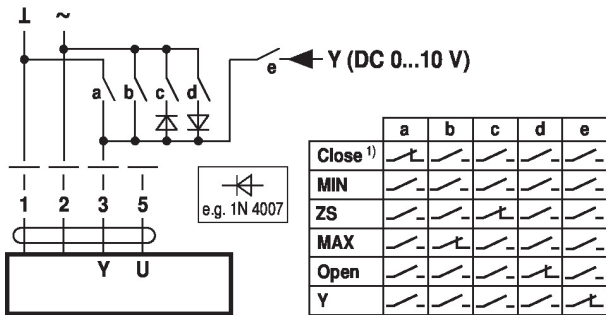 ⊥ ~
a b c d
e Y (DC 0...10 V)
1 2 3 5
Y U
e.g. 1N 4007
a b c d e
Close 1)
MIN
ZS
MAX
Open
Y